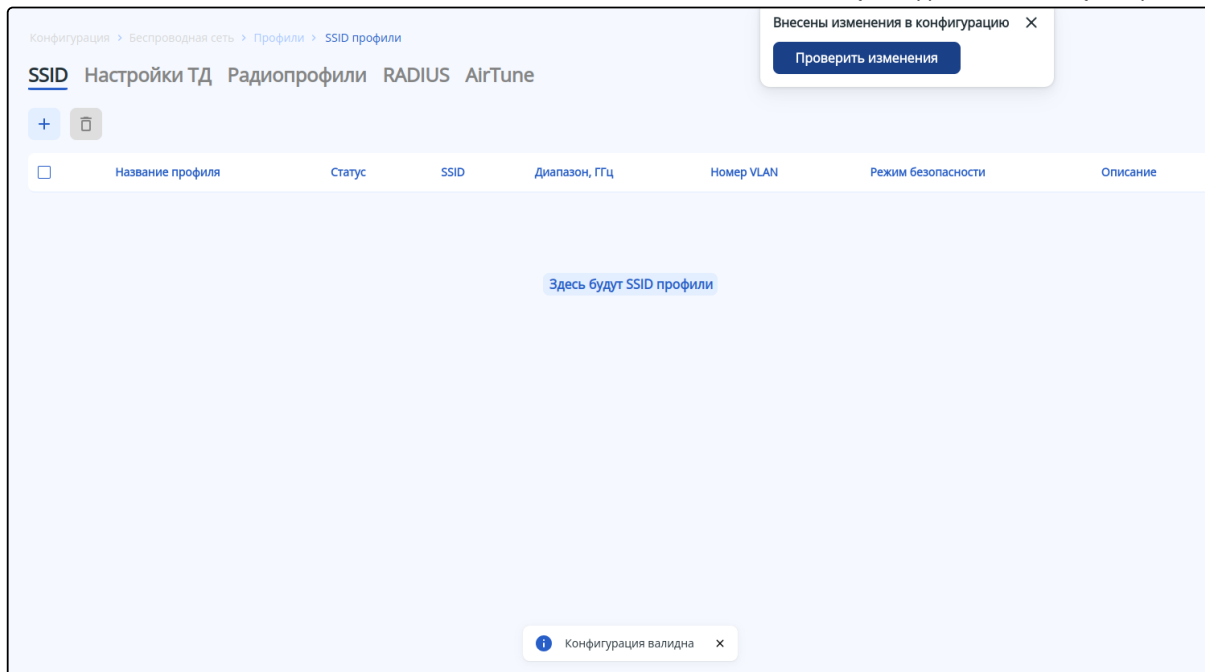 Внесены изменения в конфигурацию
Проверить изменения
Конфигурация > Беспроводная сеть > Профили > SSID профили
SSID Настройки ТД Радиопрофили RADIUS AirTune
Название профиля Статус SSID Диапазон, ГГц Номер VLAN Режим безопасности Описание
Здесь будут SSID профили
Конфигурация валидна